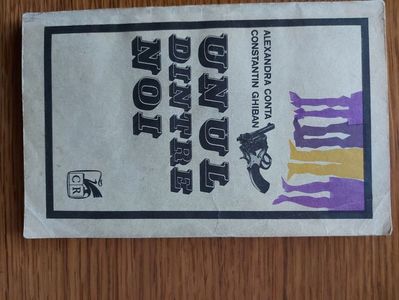 ALEXANDRA CONTA
CONSTANTIN GHIBAN
UNUL
DINTRE
NOI
CR